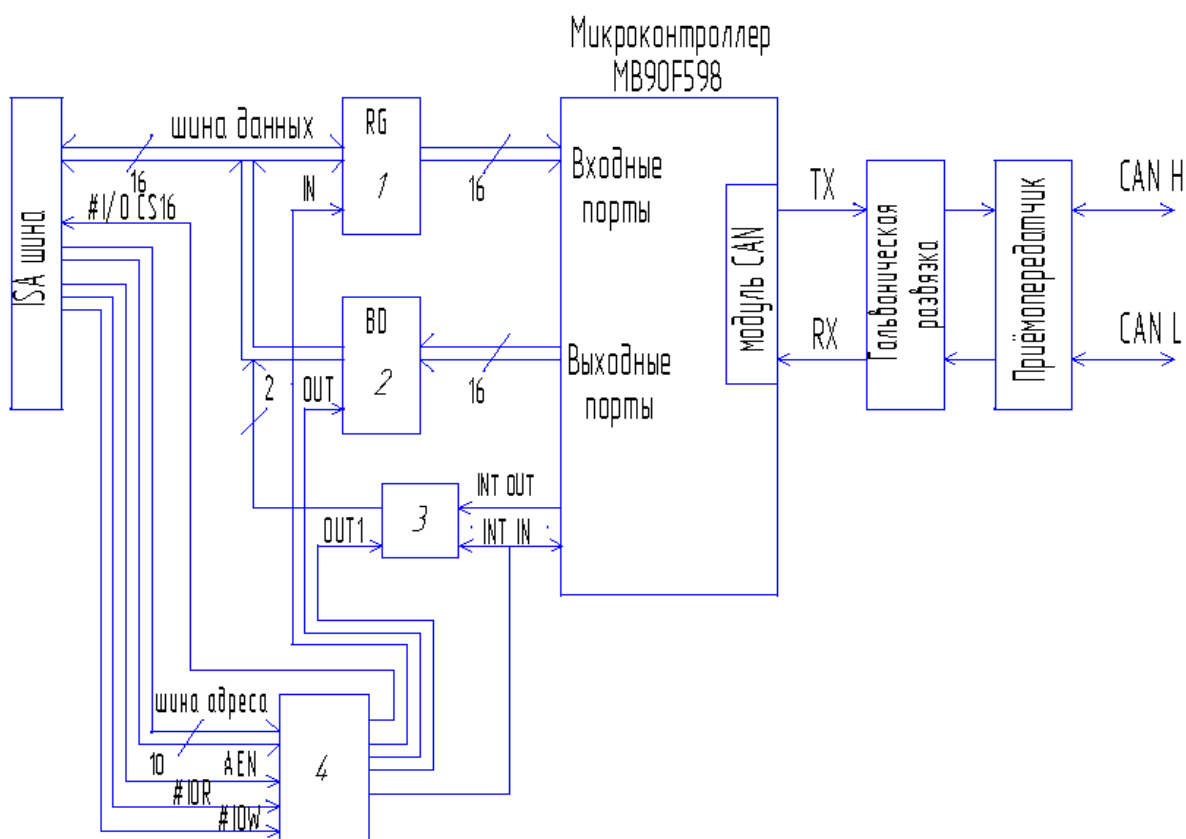 Микроконтроллер
MB90F598
ISA шина
шина данных
16
#I/O CS16
RG
1
IN
16
Входные
порты
BD
2
OUT
16
Выходные
порты
2
3
OUT1
INT OUT
INT IN
модуль CAN
TX
RX
Гальваническая
развязка
Приёмопередатчик
CAN H
CAN L
шина адреса
10
AEN
#IOR
#IOW
4